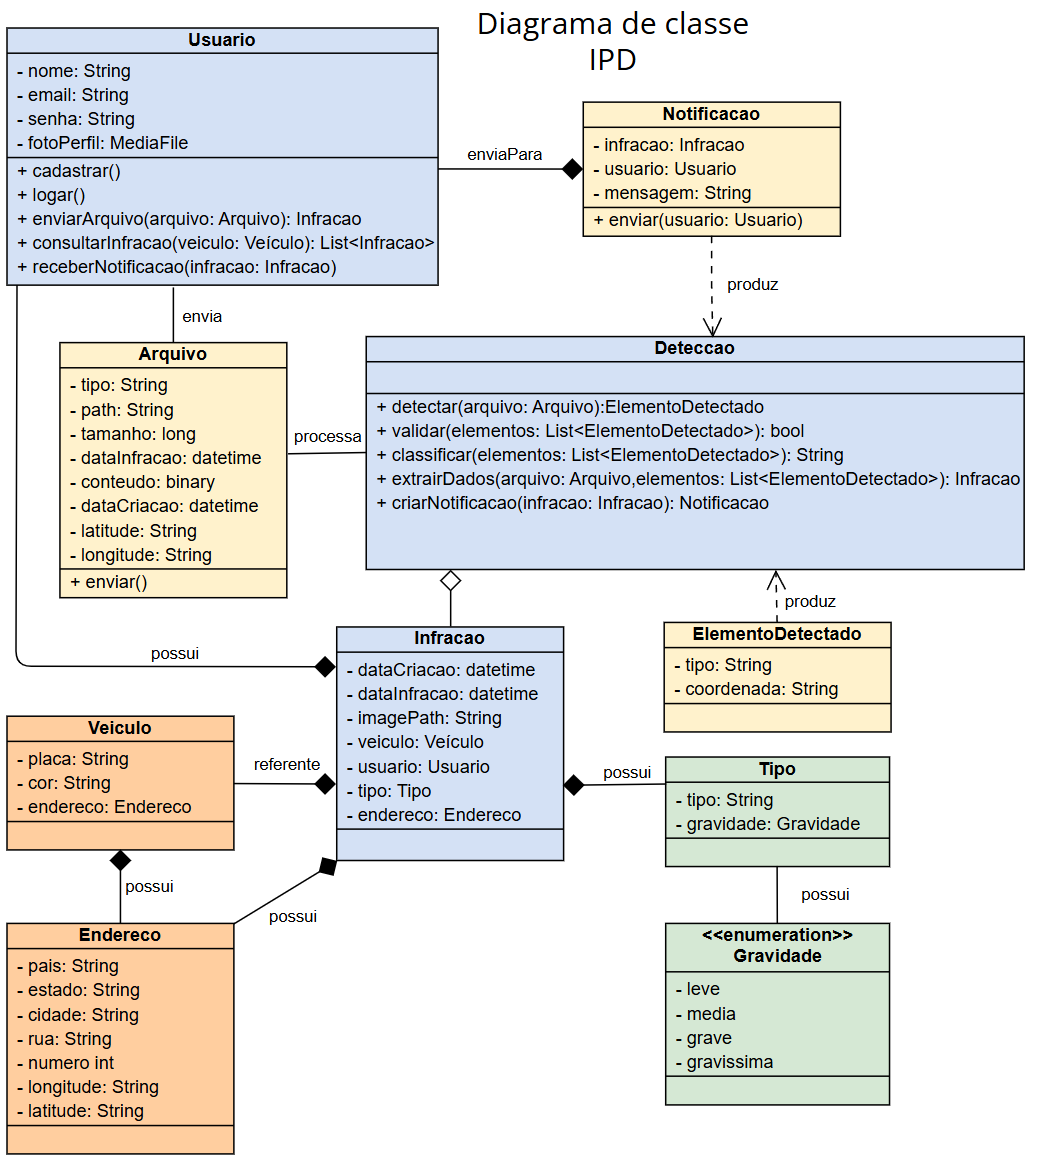 Diagrama de classe
IPD
Usuario
- nome: String
- email: String
- senha: String
- fotoPerfil: MediaFile
+ cadastrar()
+ logar()
+ enviarArquivo(arquivo: Arquivo): Infracao
+ consultarInfracao(veiculo: Veículo): List<Infracao>
+ receberNotificacao(infracao: Infracao)
enviaPara
Notificacao
- infracao: Infracao
- usuario: Usuario
- mensagem: String
+ enviar(usuario: Usuario)
produz
envia
Arquivo
- tipo: String
- path: String
- tamanho: long
- dataInfracao: datetime
- conteudo: binary
- dataCriacao: datetime
- latitude: String
- longitude: String
+ enviar()
processa
Deteccao
+ detectar(arquivo: Arquivo):ElementoDetectado
+ validar(elementos: List<ElementoDetectado>): bool
+ classificar(elementos: List<ElementoDetectado>): String
+ extrairDados(arquivo: Arquivo,elementos: List<ElementoDetectado>): Infracao
+ criarNotificacao(infracao: Infracao): Notificacao
produz
ElementoDetectado
- tipo: String
- coordenada: String
possui
Infracao
- dataCriacao: datetime
- dataInfracao: datetime
- imagePath: String
- veiculo: Veículo
- usuario: Usuario
- tipo: Tipo
- endereco: Endereco
Veiculo
- placa: String
- cor: String
- endereco: Endereco
referente
possui
Tipo
- tipo: String
- gravidade: Gravidade
possui
possui
possui
Endereco
- pais: String
- estado: String
- cidade: String
- rua: String
- numero int
- longitude: String
- latitude: String
<<enumeration>>
Gravidade
- leve
- media
- grave
- gravissima